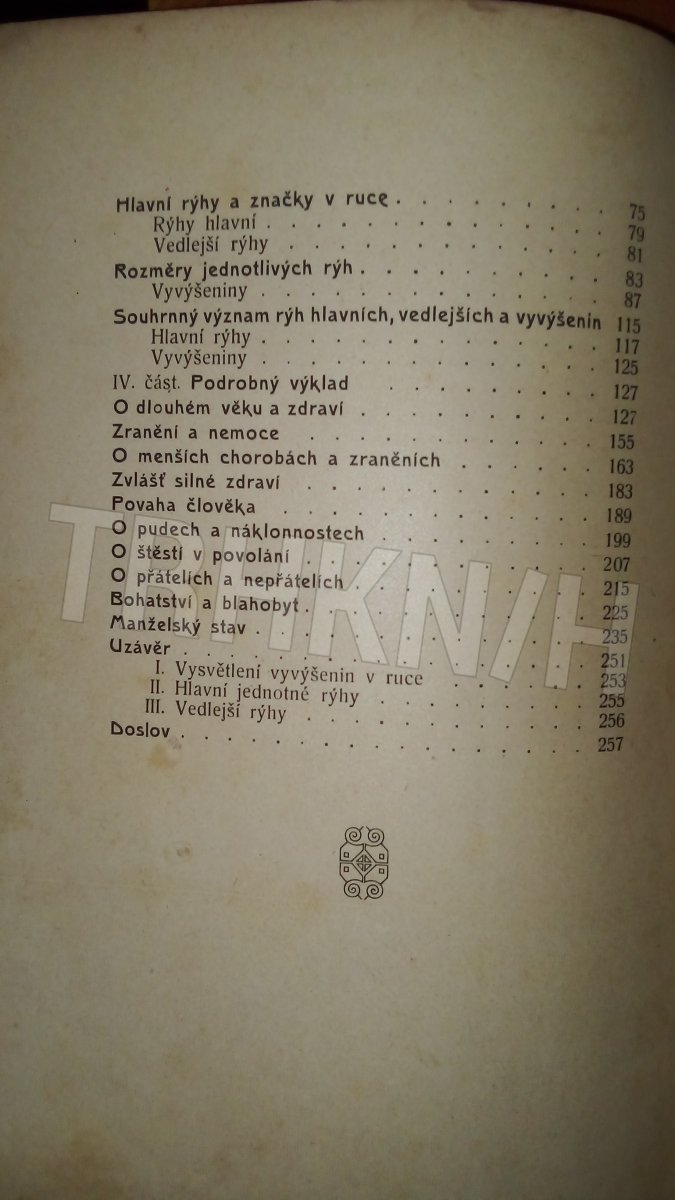 Hlavní rýhy a značky v ruce . . . . . . . . . . 75
Rýhy hlavní . . . . . . . . . . . . . . . 79
Vedlejší rýhy . . . . . . . . . . . . . . 81
Rozměry jednotlivých rýh . . . . . . . . . . . 83
Vyvýšeniny . . . . . . . . . . . . . . . 87
Souhrnný význam rýh hlavních, vedlejších a vyvýšenin 115
Hlavní rýhy . . . . . . . . . . . . . . . 117
Vyvýšeniny . . . . . . . . . . . . . . . 125
IV. část. Podrobný výklad . . . . . . . . . . 127
O dlouhém věku a zdraví . . . . . . . . . . . 127
Zranění a nemoce . . . . . . . . . . . . . 155
O menších chorobách a zraněních . . . . . . . 163
Zvlášť silné zdraví . . . . . . . . . . . . . 183
Povaha člověka . . . . . . . . . . . . . . 189
O pudech a náklonnostech . . . . . . . . . . 199
O štěstí v povolání . . . . . . . . . . . . . 207
O přátelích a nepřátelích . . . . . . . . . . . 215
Bohatství a blahobyt . . . . . . . . . . . . . 225
Manželský stav . . . . . . . . . . . . . . . 235
Uzávěr . . . . . . . . . . . . . . . . . . 251
I. Vysvětlení vyvýšenin v ruce . . . . . . . 253
II. Hlavní jednotné rýhy . . . . . . . . . . 255
III. Vedlejší rýhy . . . . . . . . . . . . . 256
Doslov . . . . . . . . . . . . . . . . . . 257